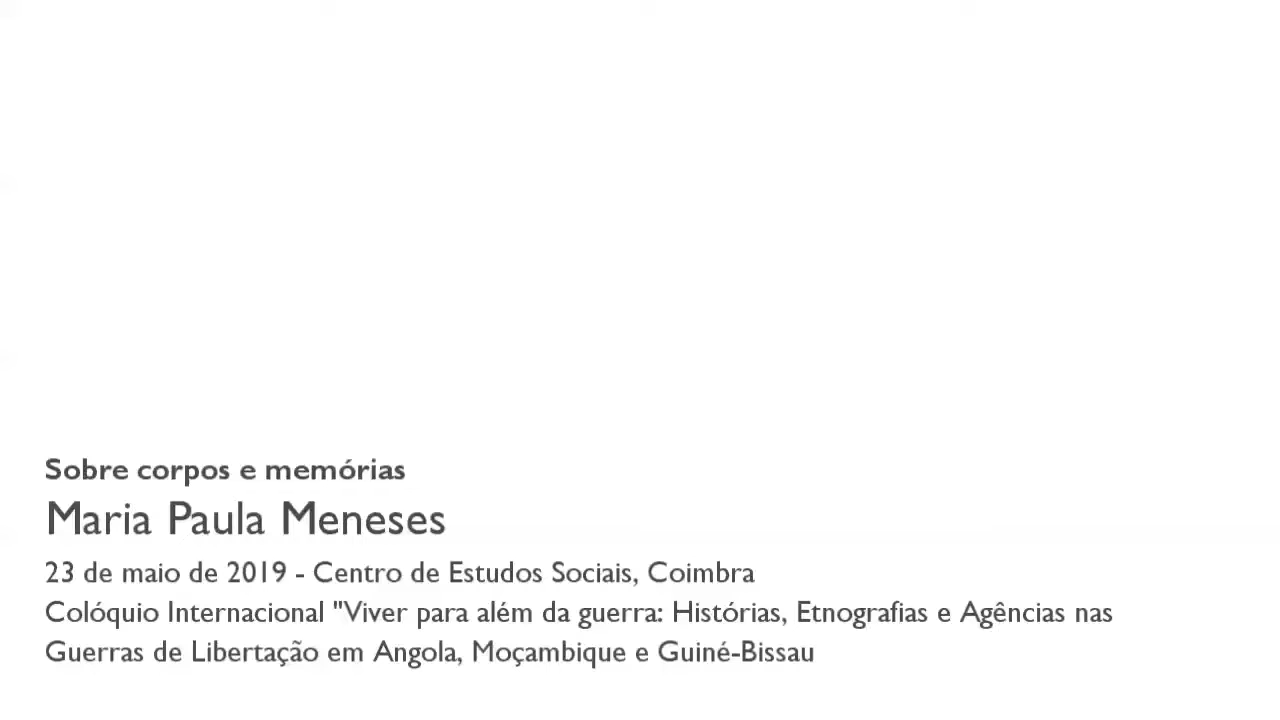 Sobre corpos e memórias
Maria Paula Meneses
23 de maio de 2019 - Centro de Estudos Sociais, Coimbra
Colóquio Internacional "Viver para além da guerra: Histórias, Etnografias e Agências nas
Guerras de Libertação em Angola, Moçambique e Guiné-Bissau